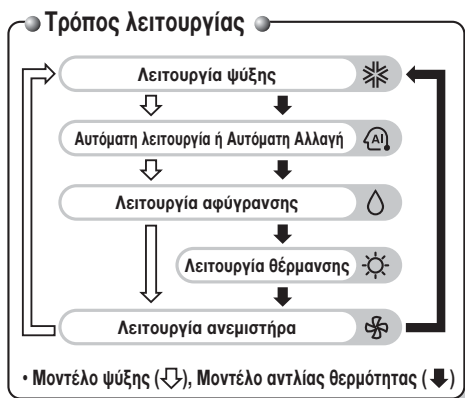 Τρόπος λειτουργίας
Λειτουργία ψύξης
Αυτόματη λειτουργία ή Αυτόματη Αλλαγή
AI
Λειτουργία αφύγρανσης
Λειτουργία θέρμανσης
Λειτουργία ανεμιστήρα
• Μοντέλο ψύξης (⇩), Μοντέλο αντλίας θερμότητας (⬇)